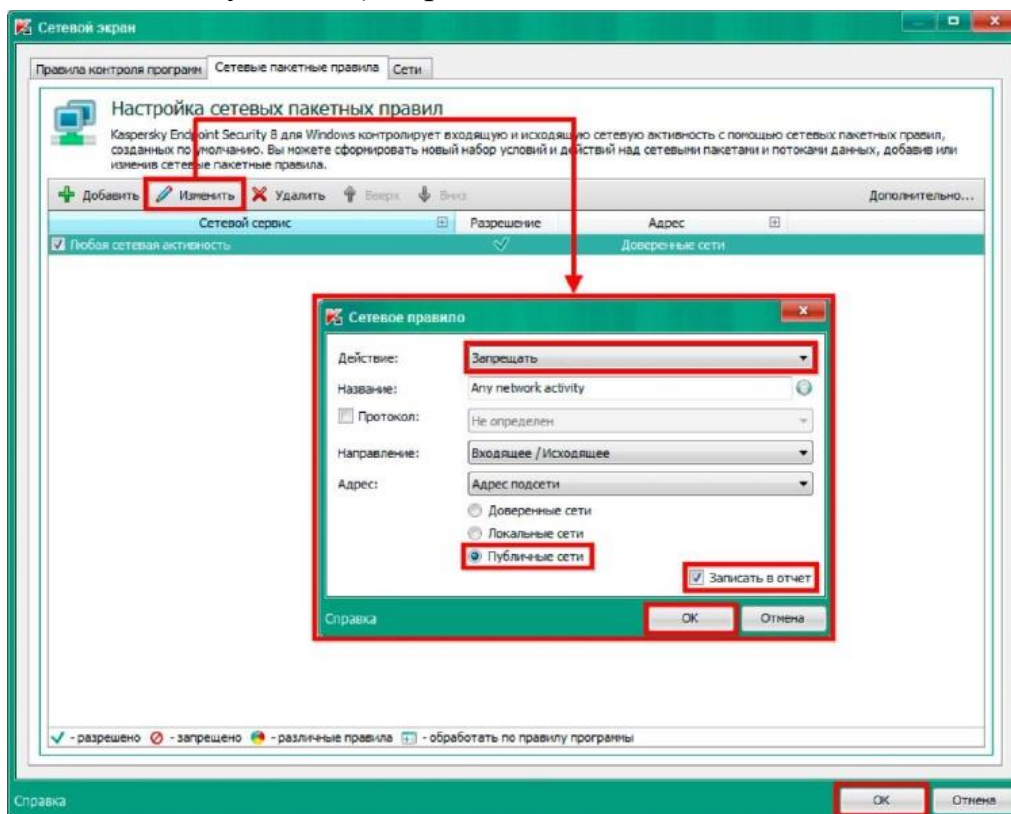 Сетевой экран
Правила контроля программ Сетевые пакетные правила Сети
Настройка сетевых пакетных правил
Kaspersky Endpoint Security 8 для Windows контролирует входящую и исходящую сетевую активность с помощью сетевых пакетных правил,
созданных по умолчанию. Вы можете сформировать новый набор условий и действий над сетевыми пакетами и потоками данных, добавив или
изменив сетевые пакетные правила.
Добавить Изменить Удалить Вверх Вниз Дополнительно...
Сетевой сервис Разрешение Адрес
Любая сетевая активность Доверенные сети
Сетевое правило
Действие: Запрещать
Название: Any network activity
Протокол: Не определен
Направление: Входящее / Исходящее
Адрес: Адрес подсети
Доверенные сети
Локальные сети
Публичные сети
Записать в отчет
Справка ОК Отмена
- разрешено - запрещено - различные правила - обработать по правилу программы
Справка ОК Отмена